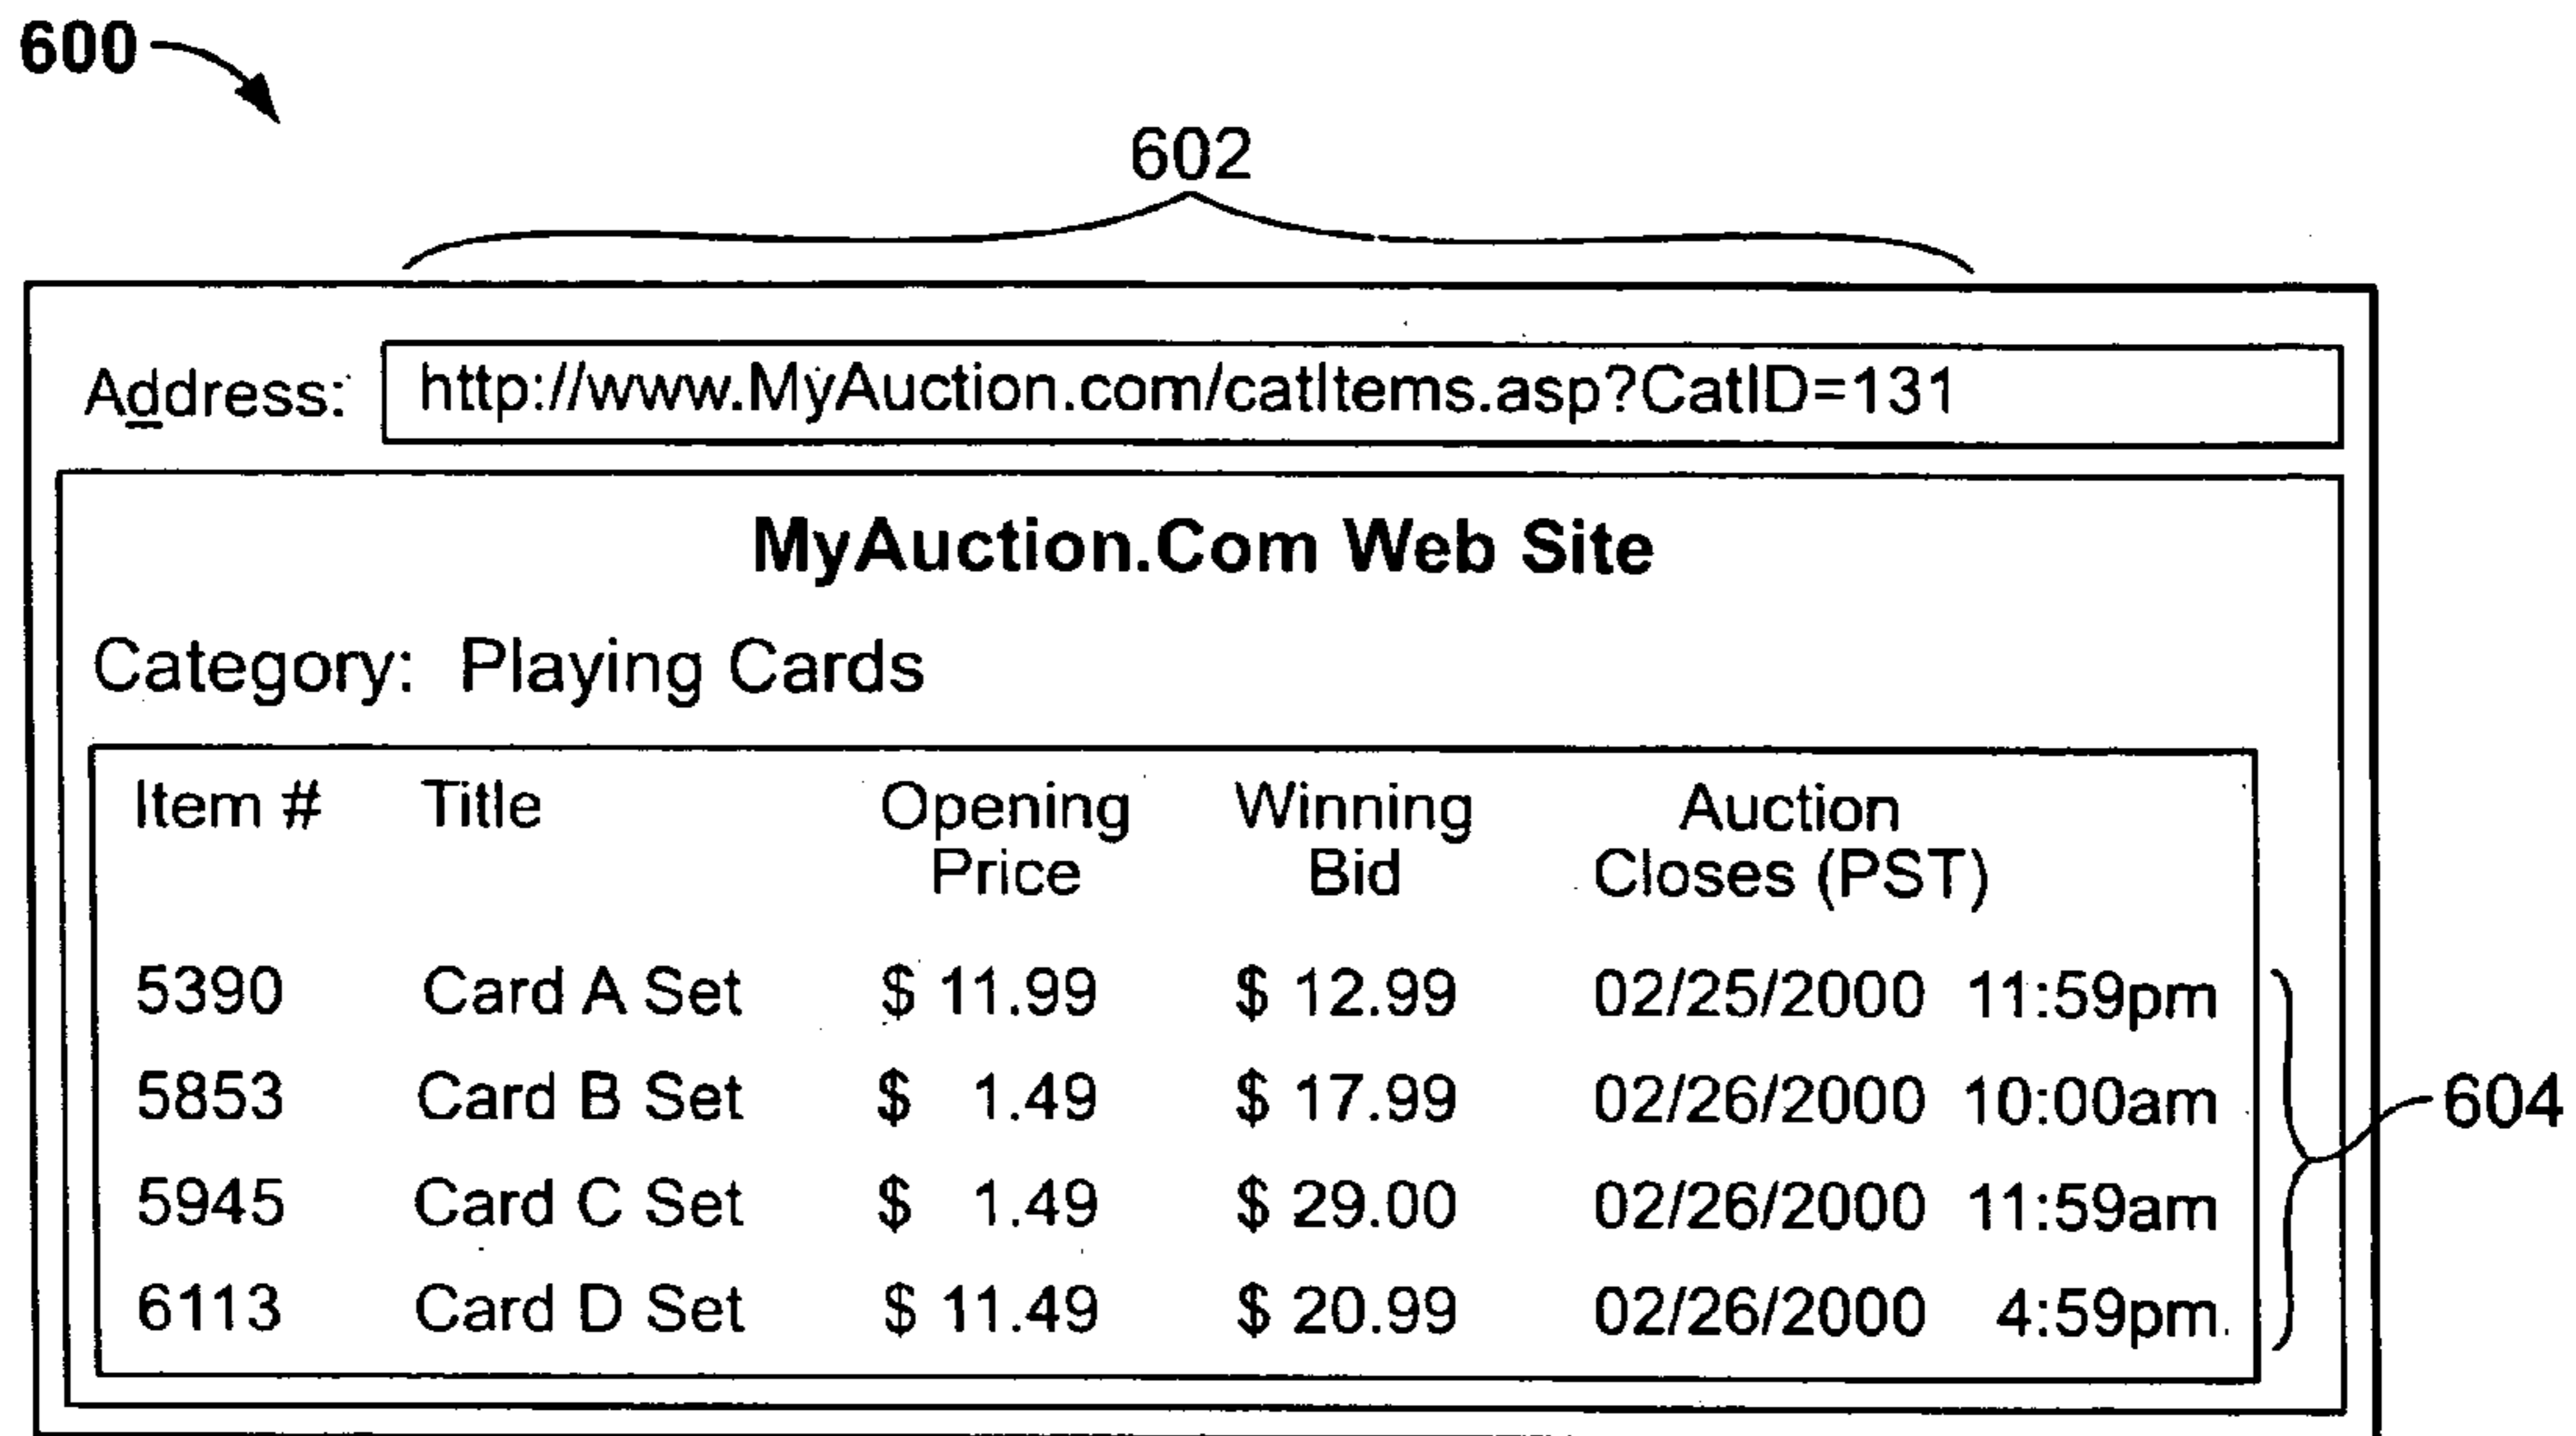 600
602
Address: http://www.MyAuction.com/catItems.asp?CatID=131
MyAuction.Com Web Site
Category: Playing Cards
Item # Title Opening Price Winning Bid Auction Closes (PST)
5390 Card A Set $ 11.99 $ 12.99 02/25/2000 11:59pm
5853 Card B Set $ 1.49 $ 17.99 02/26/2000 10:00am
604
5945 Card C Set $ 1.49 $ 29.00 02/26/2000 11:59am
6113 Card D Set $ 11.49 $ 20.99 02/26/2000 4:59pm